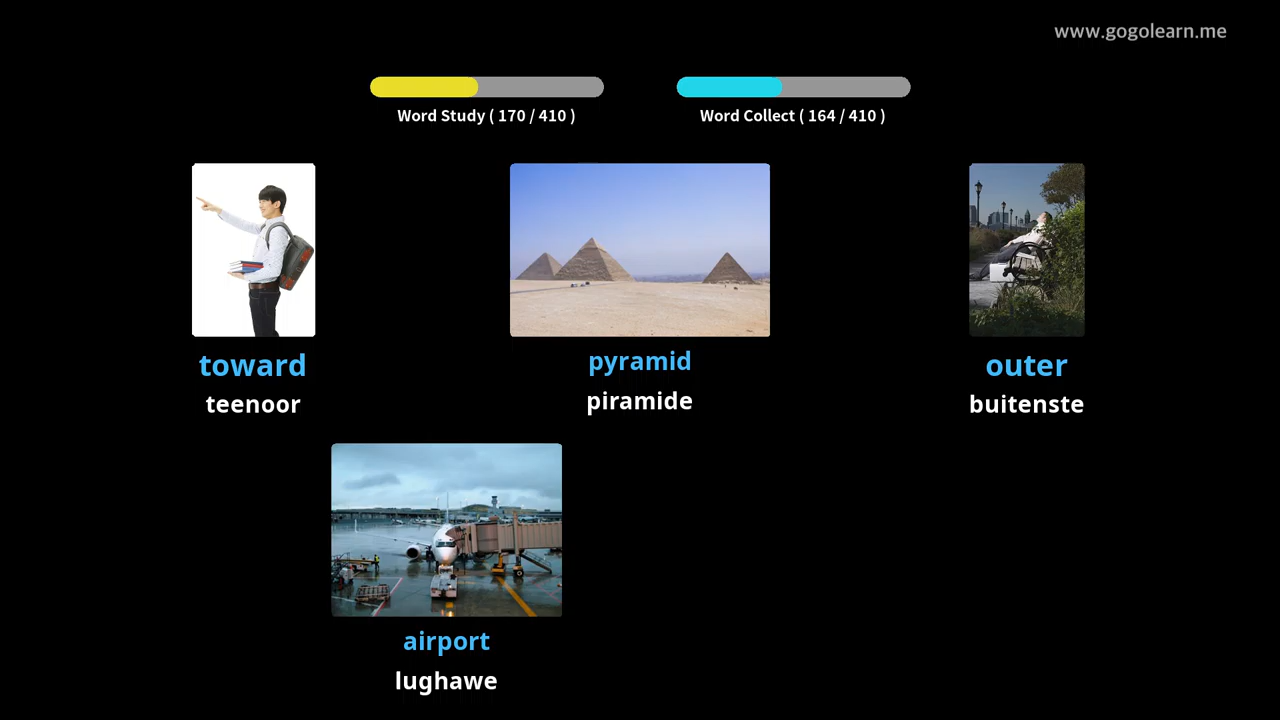 www.gogolearn.me
Word Study ( 170 / 410 )
Word Collect ( 164 / 410 )
toward
teenoor
pyramid
piramide
outer
buitenste
airport
lughawe